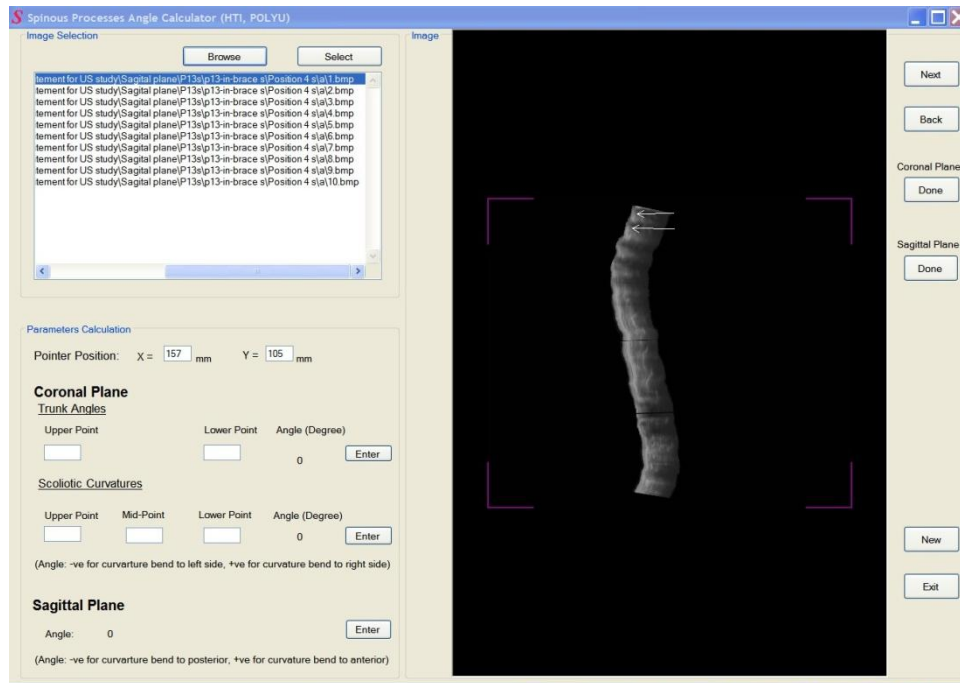 S Spinous Processes Angle Calculator (HTI, POLYU)
Image Selection
Browse Select
tement for US study\Sagital plane\P13s\p13-in-brace s\Position 4 s\a\1.bmp
tement for US study\Sagital plane\P13s\p13-in-brace s\Position 4 s\a\2.bmp
tement for US study\Sagital plane\P13s\p13-in-brace s\Position 4 s\a\3.bmp
tement for US study\Sagital plane\P13s\p13-in-brace s\Position 4 s\a\4.bmp
tement for US study\Sagital plane\P13s\p13-in-brace s\Position 4 s\a\5.bmp
tement for US study\Sagital plane\P13s\p13-in-brace s\Position 4 s\a\6.bmp
tement for US study\Sagital plane\P13s\p13-in-brace s\Position 4 s\a\7.bmp
tement for US study\Sagital plane\P13s\p13-in-brace s\Position 4 s\a\8.bmp
tement for US study\Sagital plane\P13s\p13-in-brace s\Position 4 s\a\9.bmp
tement for US study\Sagital plane\P13s\p13-in-brace s\Position 4 s\a\10.bmp
Parameters Calculation
Pointer Position: X = 157 mm Y = 105 mm
Coronal Plane
Trunk Angles
Upper Point Lower Point Angle (Degree)
0 Enter
Scoliotic Curvatures
Upper Point Mid-Point Lower Point Angle (Degree)
0 Enter
(Angle: -ve for curvarture bend to left side, +ve for curvature bend to right side)
Sagittal Plane
Angle: 0 Enter
(Angle: -ve for curvarture bend to posterior, +ve for curvature bend to anterior)
Image
Next
Back
Coronal Plane
Done
Sagittal Plane
Done
New
Exit